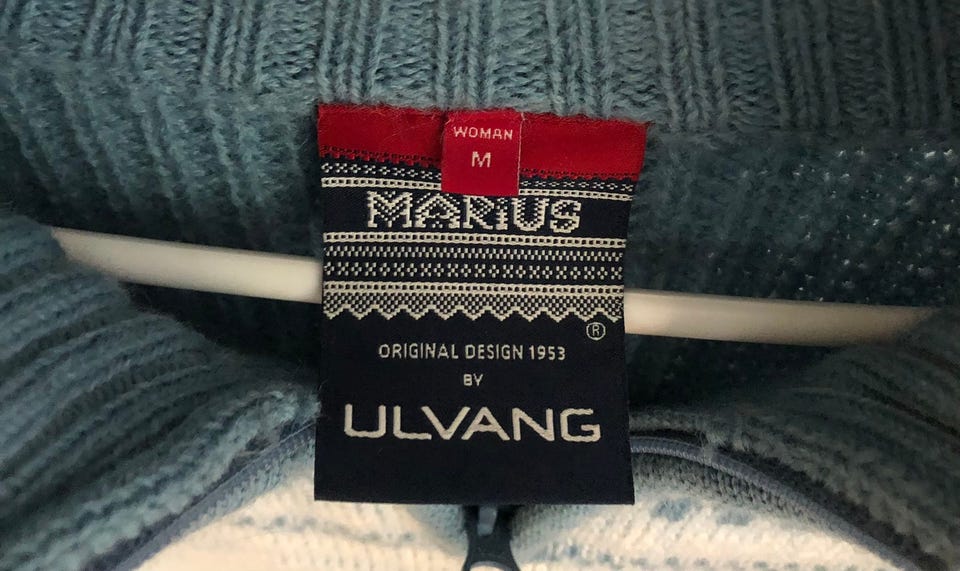 WOMAN
M
MARiUS
®
ORIGINAL DESIGN 1953
BY
ULVANG